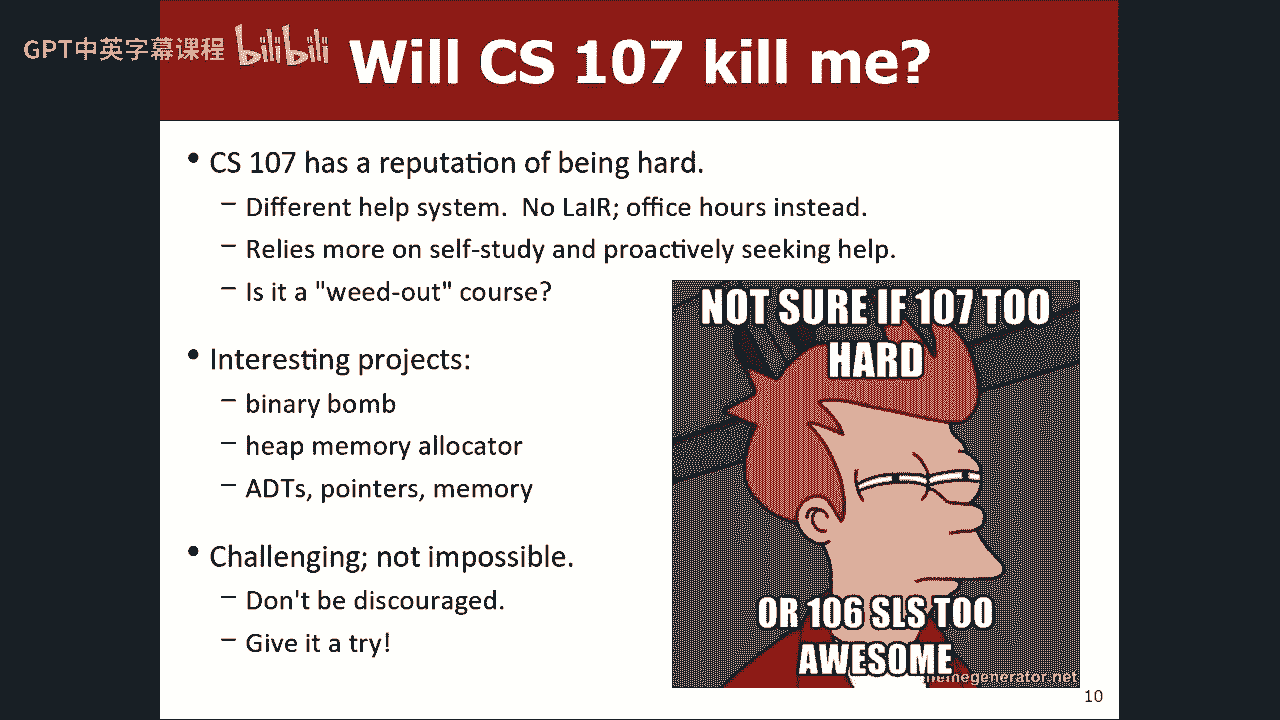 GPT中英字幕课程 bilibili
Will CS 107 kill me?
• CS 107 has a reputation of being hard.
– Different help system. No LaIR; office hours instead.
– Relies more on self-study and proactively seeking help.
– Is it a "weed-out" course?
• Interesting projects:
– binary bomb
– heap memory allocator
– ADTs, pointers, memory
• Challenging; not impossible.
– Don't be discouraged.
– Give it a try!
NOT SURE IF 107 TOO
HARD
OR 106 SLS TOO
AWESOME
memegenerator.net
10